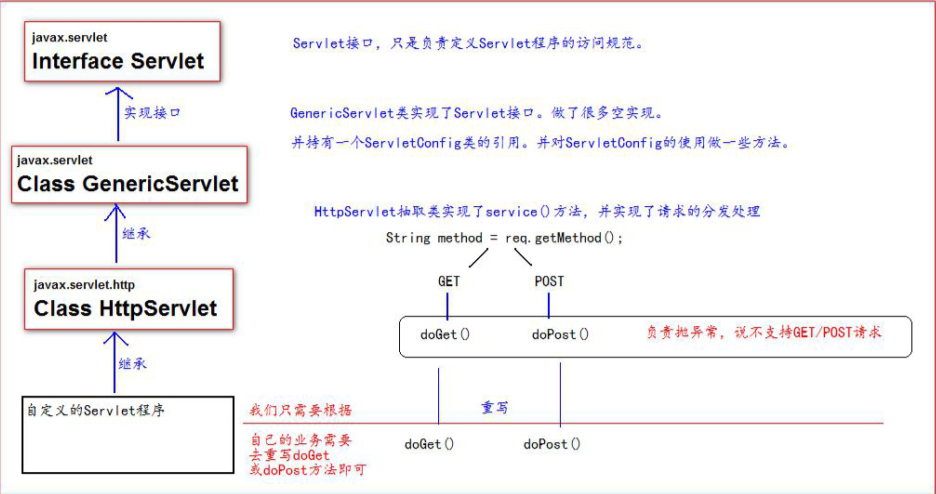 javax.servlet
Interface Servlet
Servlet接口，只是负责定义Servlet程序的访问规范。
实现接口
GenericServlet类实现了Servlet接口。做了很多空实现。
并持有一个ServletConfig类的引用。并对ServletConfig的使用做一些方法。
javax.servlet
Class GenericServlet
继承
HttpServlet抽取类实现了service()方法，并实现了请求的分发处理
String method = req.getMethod();
GET
POST
javax.servlet.http
Class HttpServlet
doGet()
doPost()
负责抛异常，说不支持GET/POST请求
继承
自定义的Servlet程序
我们只需要根据
重写
自己的业务需要
去重写doGet
或doPost方法即可
doGet()
doPost()